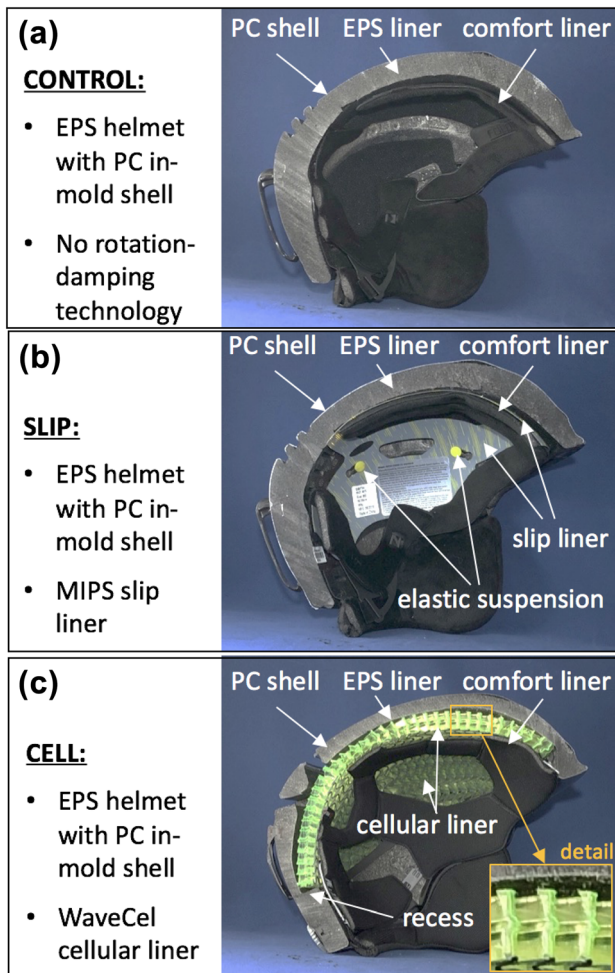 (a)
CONTROL:
• EPS helmet
with PC in-
mold shell
• No rotation-
damping
technology
PC shell EPS liner comfort liner
(b)
SLIP:
• EPS helmet
with PC in-
mold shell
• MIPS slip
liner
PC shell EPS liner comfort liner
slip liner
elastic suspension
(c)
CELL:
• EPS helmet
with PC in-
mold shell
• WaveCel
cellular liner
PC shell EPS liner comfort liner
cellular liner
detail
recess